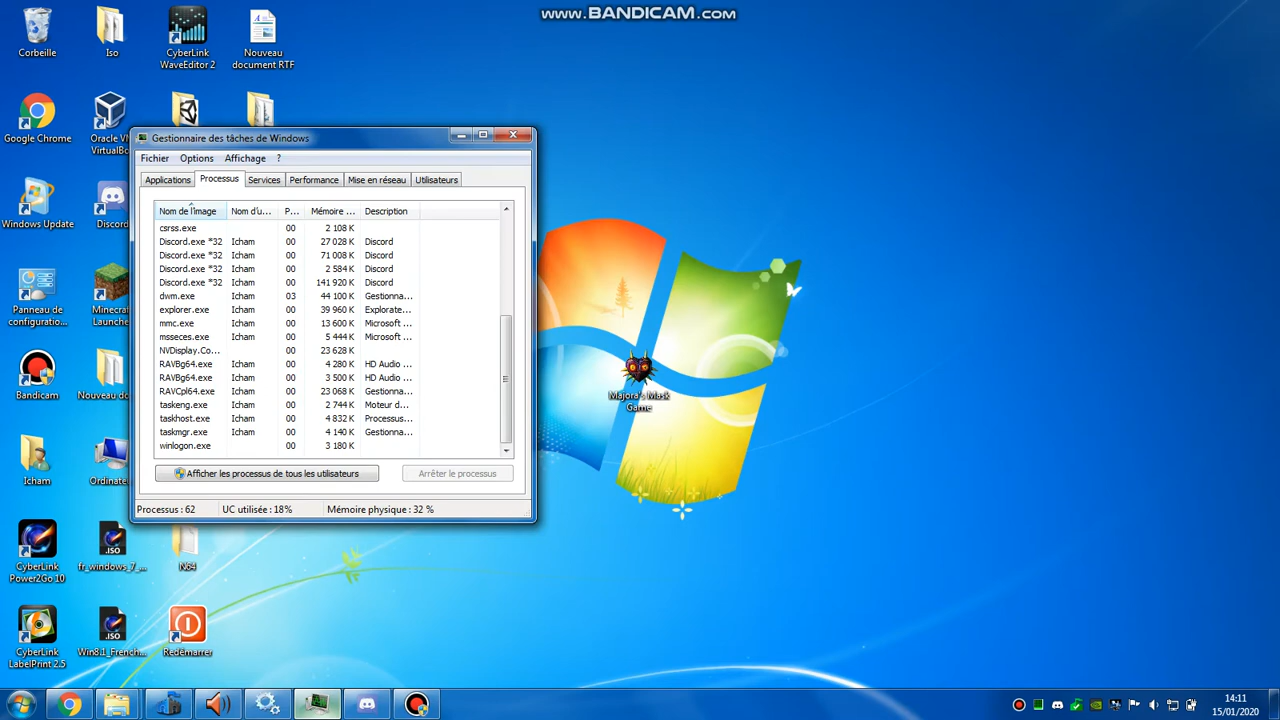 www.BANDICAM.com
Corbeille
Iso
CyberLink
WaveEditor 2
Nouveau
document RTF
Google Chrome
Oracle VM
VirtualBo
Windows Update
Discord
Panneau de
configuratio...
Minecraf
Launche
Bandicam
Nouveau do
Icham
Ordinate
CyberLink
Power2Go 10
fr_windows_7_...
N64
CyberLink
LabelPrint 2.5
Win8.1_French...
Redémarrer
Majora's Mask
Game
Gestionnaire des tâches de Windows
Fichier Options Affichage ?
Applications Processus Services Performance Mise en réseau Utilisateurs
Nom de l'image Nom d'u... P... Mémoire ... Description
csrss.exe 00 2 108 K
Discord.exe *32 Icham 00 27 028 K Discord
Discord.exe *32 Icham 00 71 008 K Discord
Discord.exe *32 Icham 00 2 584 K Discord
Discord.exe *32 Icham 00 141 920 K Discord
dwm.exe Icham 03 44 100 K Gestionna...
explorer.exe Icham 00 39 960 K Explorate...
mmc.exe Icham 00 13 600 K Microsoft ...
msseces.exe Icham 00 5 444 K Microsoft ...
NVDisplay.Co... 00 23 628 K
RAVBg64.exe Icham 00 4 280 K HD Audio ...
RAVBg64.exe Icham 00 3 500 K HD Audio ...
RAVCpl64.exe Icham 00 23 068 K Gestionna...
taskeng.exe Icham 00 2 744 K Moteur d...
taskhost.exe Icham 00 4 832 K Processus...
taskmgr.exe Icham 00 4 140 K Gestionna...
winlogon.exe 00 3 180 K
Afficher les processus de tous les utilisateurs
Arrêter le processus
Processus : 62 UC utilisée : 18% Mémoire physique : 32 %
14:11
15/01/2020